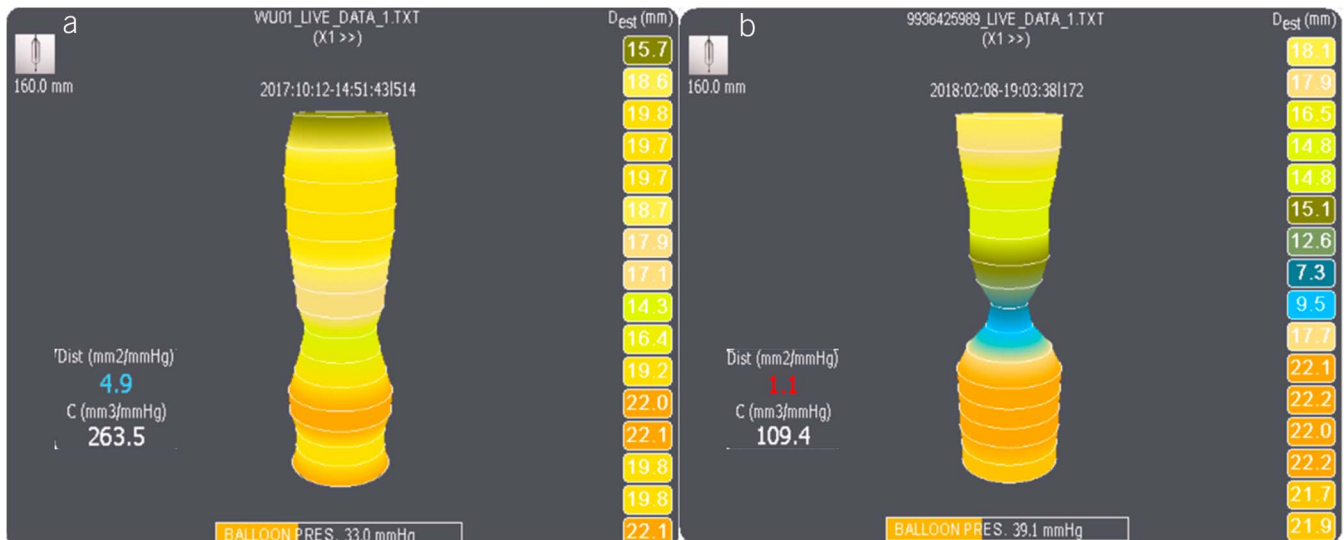 a
WU01_LIVE_DATA_1.TXT
(X1 >>)
Dest (mm)
160.0 mm
2017:10:12-14:51:43|514
15.7
18.6
19.8
19.7
19.7
18.7
17.9
17.1
14.3
16.4
19.2
22.0
22.1
19.8
19.8
22.1
Dist (mm2/mmHg)
4.9
C (mm3/mmHg)
263.5
BALLOON PRES. 33.0 mmHg
b
9936425989_LIVE_DATA_1.TXT
(X1 >>)
Dest (mm)
160.0 mm
2018:02:08-19:03:38|172
18.1
17.9
16.5
14.8
14.8
15.1
12.6
7.3
9.5
17.7
22.1
22.2
22.0
22.2
21.7
21.9
Dist (mm2/mmHg)
1.1
C (mm3/mmHg)
109.4
BALLOON PRES. 39.1 mmHg